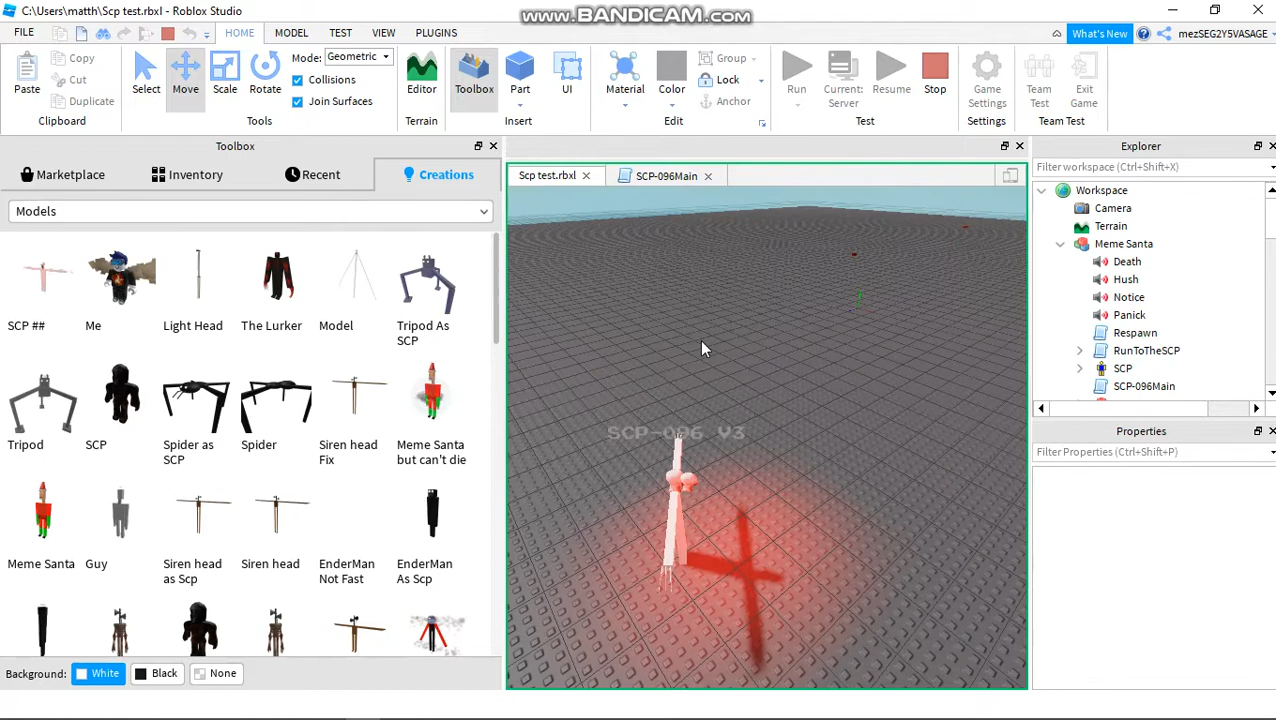 C:\Users\matth\Scp test.rbxl - Roblox Studio
www.BANDICAM.com
FILE
HOME
MODEL
TEST
VIEW
PLUGINS
What's New
mezSEG2Y5VASAGE
Paste
Copy
Cut
Duplicate
Clipboard
Select
Move
Scale
Rotate
Mode: Geometric
Collisions
Join Surfaces
Tools
Editor
Terrain
Toolbox
Part
UI
Insert
Material
Color
Group
Lock
Anchor
Edit
Run
Current: Server
Resume
Stop
Test
Game Settings
Settings
Team Test
Exit Game
Team Test
Toolbox
Marketplace
Inventory
Recent
Creations
Models
SCP ##
Me
Light Head
The Lurker
Model
Tripod As SCP
Tripod
SCP
Spider as SCP
Spider
Siren head Fix
Meme Santa but can't die
Meme Santa
Guy
Siren head as Scp
Siren head
EnderMan Not Fast
EnderMan As Scp
Background:
White
Black
None
Scp test.rbxl
SCP-096Main
SCP-096 V3
Explorer
Filter workspace (Ctrl+Shift+X)
Workspace
Camera
Terrain
Meme Santa
Death
Hush
Notice
Panick
Respawn
RunToTheSCP
SCP
SCP-096Main
Properties
Filter Properties (Ctrl+Shift+P)